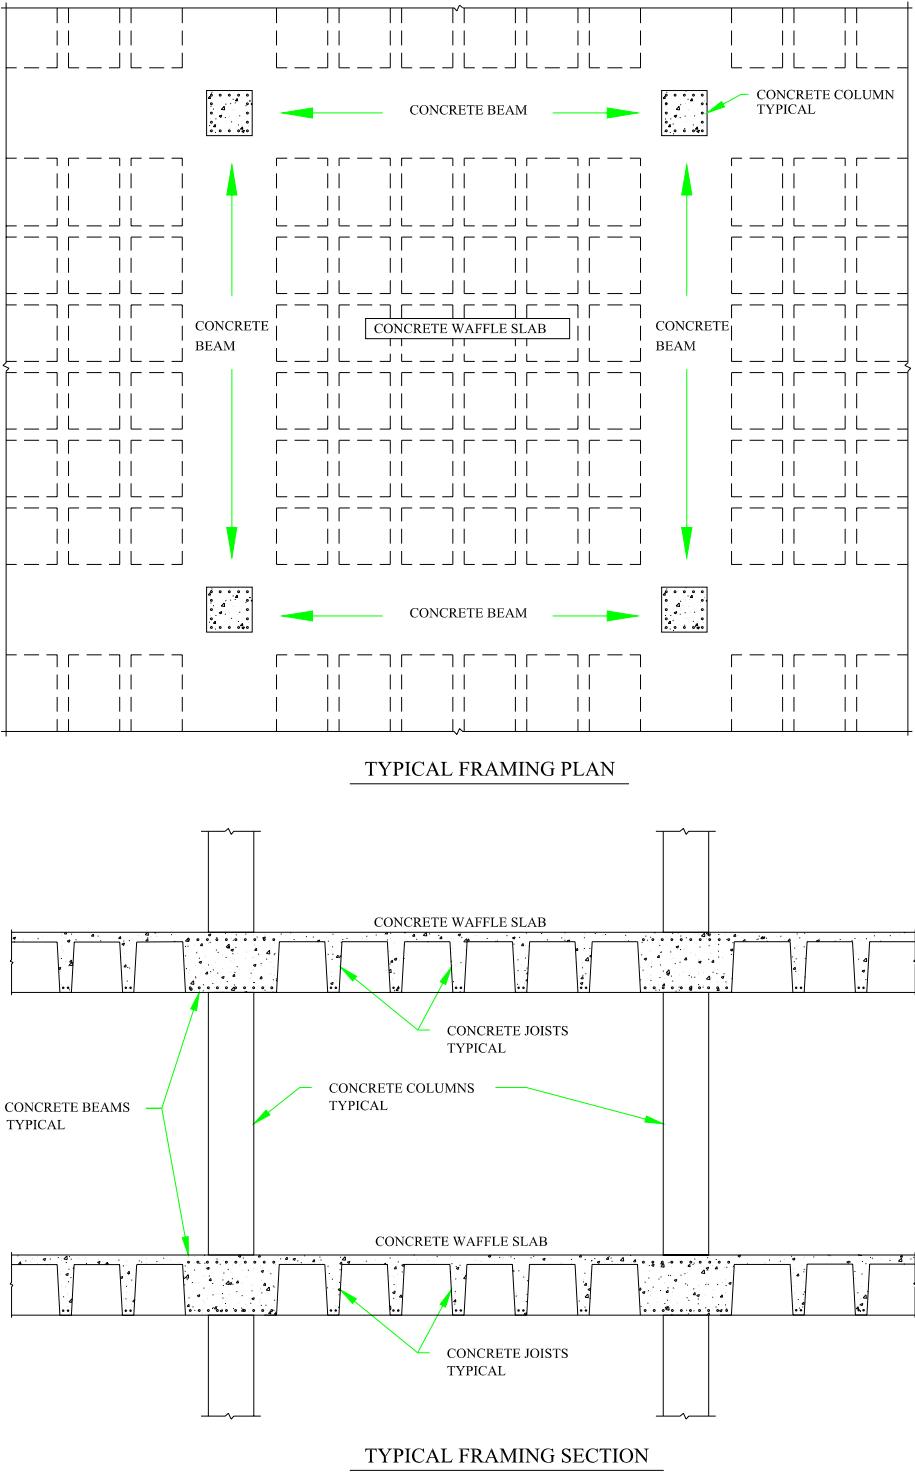 CONCRETE BEAM
CONCRETE COLUMN
TYPICAL
CONCRETE
BEAM
CONCRETE WAFFLE SLAB
CONCRETE
BEAM
CONCRETE BEAM
TYPICAL FRAMING PLAN
CONCRETE WAFFLE SLAB
CONCRETE JOISTS
TYPICAL
CONCRETE COLUMNS
TYPICAL
CONCRETE BEAMS
TYPICAL
CONCRETE WAFFLE SLAB
CONCRETE JOISTS
TYPICAL
TYPICAL FRAMING SECTION